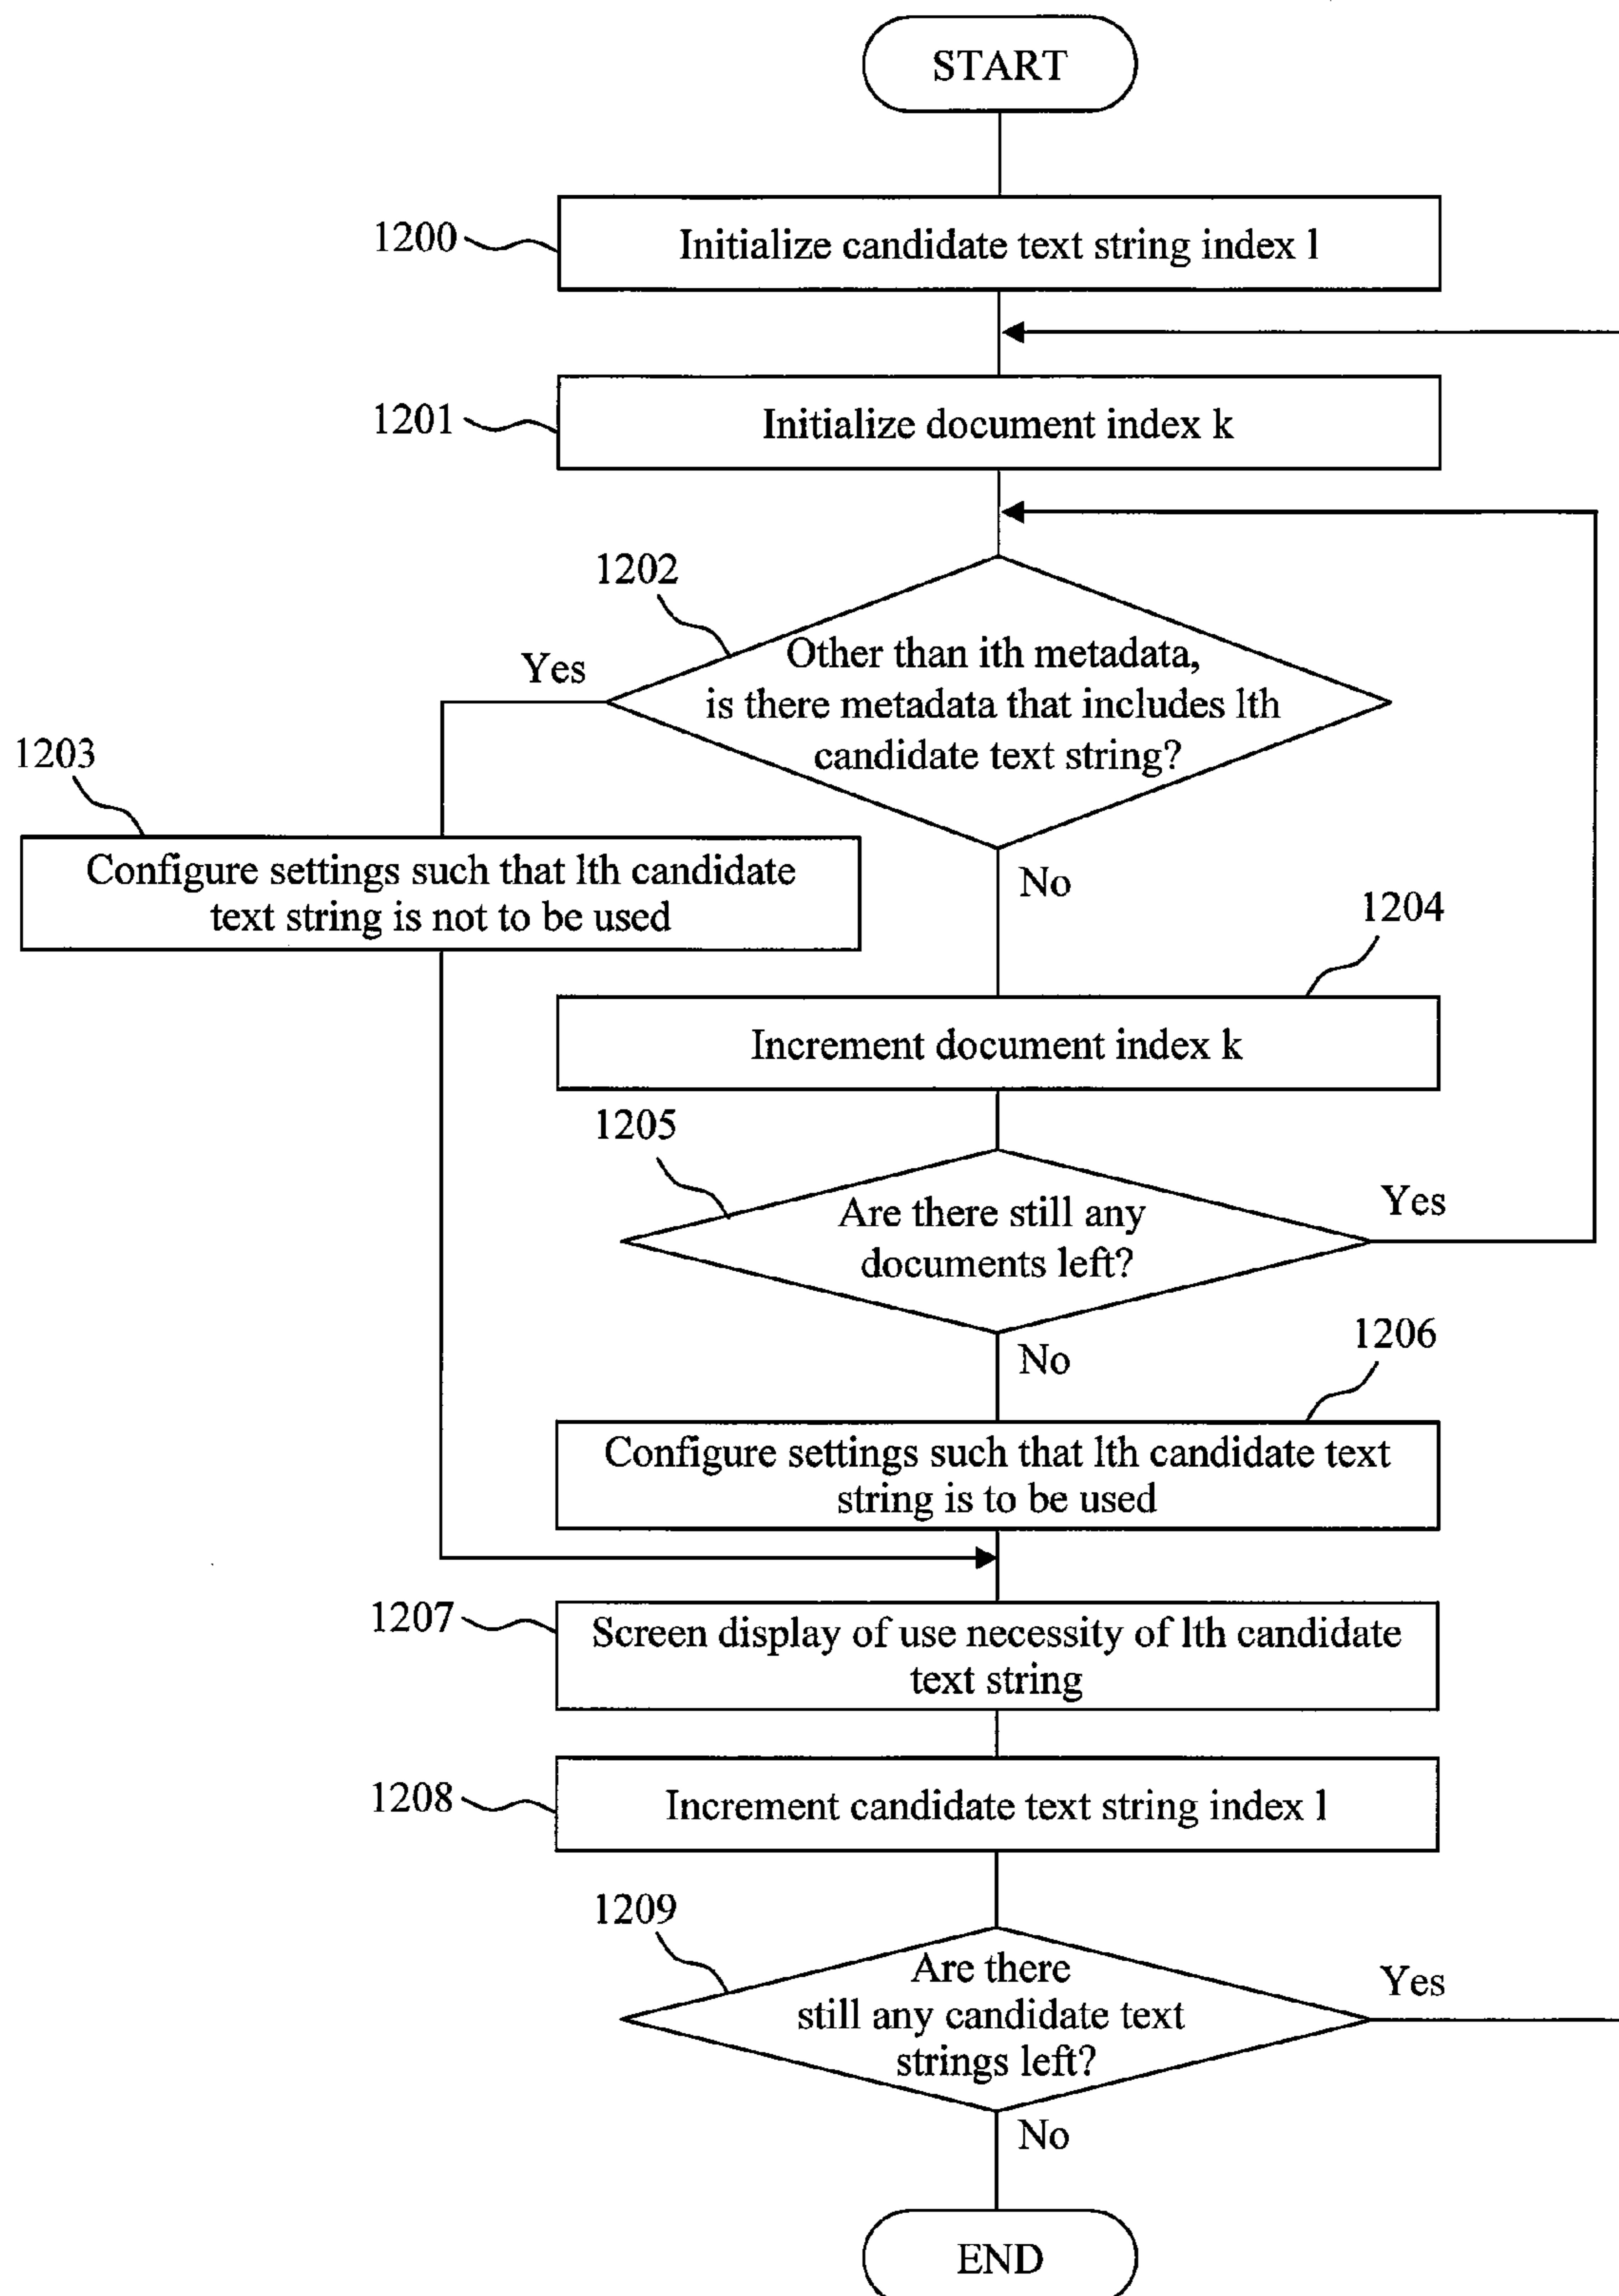 START
1200
Initialize candidate text string index l
1201
Initialize document index k
1202
Other than ith metadata,
is there metadata that includes lth
candidate text string?
Yes
1203
Configure settings such that lth candidate
text string is not to be used
No
1204
Increment document index k
1205
Are there still any
documents left?
Yes
No
1206
Configure settings such that lth candidate text
string is to be used
1207
Screen display of use necessity of lth candidate
text string
1208
Increment candidate text string index l
1209
Are there
still any candidate text
strings left?
Yes
No
END